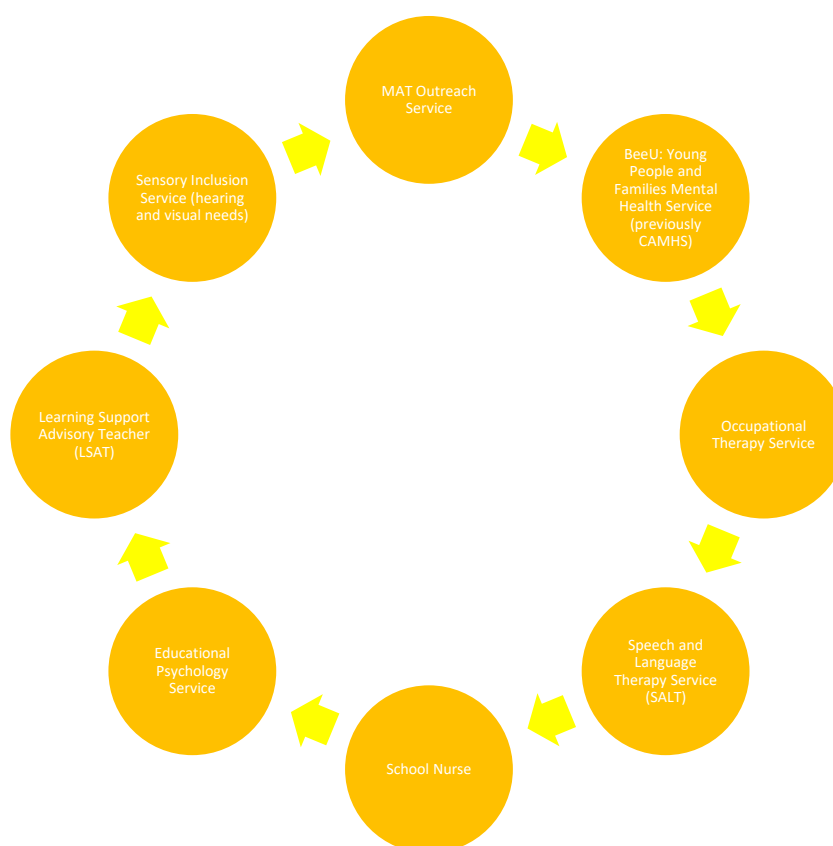 MAT Outreach
Service
BeeU: Young
People and
Families Mental
Health Service
(previously
CAMHS)
Occupational
Therapy Service
Speech and
Language
Therapy Service
(SALT)
School Nurse
Educational
Psychology
Service
Learning Support
Advisory Teacher
(LSAT)
Sensory Inclusion
Service (hearing
and visual needs)